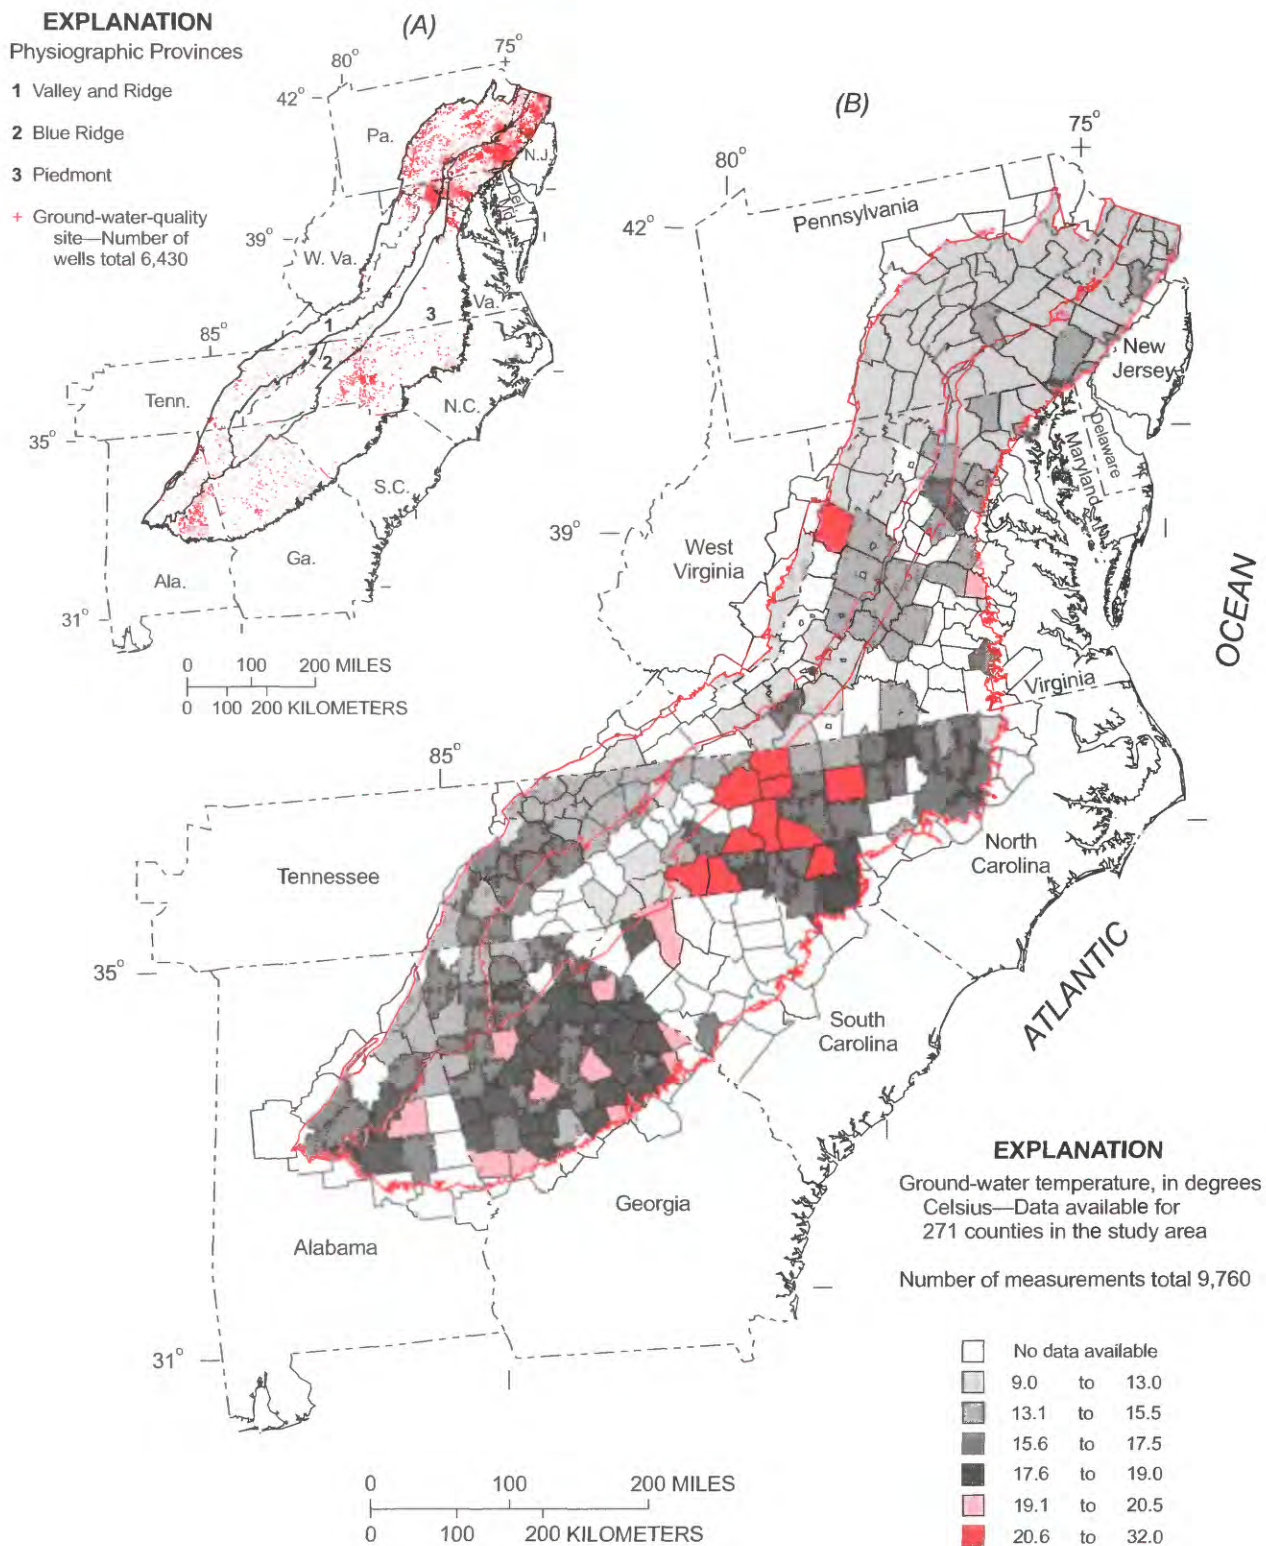 EXPLANATION
Physiographic Provinces
1 Valley and Ridge
2 Blue Ridge
3 Piedmont
+ Ground-water-quality
site—Number of
wells total 6,430
(A)
80°
75°
42°
Pa.
N.J.
Del.
Md.
39°
W. Va.
Va.
85°
1
2
3
Tenn.
N.C.
35°
S.C.
Ga.
Ala.
31°
0 100 200 MILES
0 100 200 KILOMETERS
(B)
75°
80°
42°
Pennsylvania
New
Jersey
Delaware
Maryland
39°
West
Virginia
OCEAN
Virginia
85°
North
Carolina
Tennessee
35°
ATLANTIC
South
Carolina
Georgia
Alabama
31°
0 100 200 MILES
0 100 200 KILOMETERS
EXPLANATION
Ground-water temperature, in degrees
Celsius—Data available for
271 counties in the study area
Number of measurements total 9,760
No data available
9.0 to 13.0
13.1 to 15.5
15.6 to 17.5
17.6 to 19.0
19.1 to 20.5
20.6 to 32.0